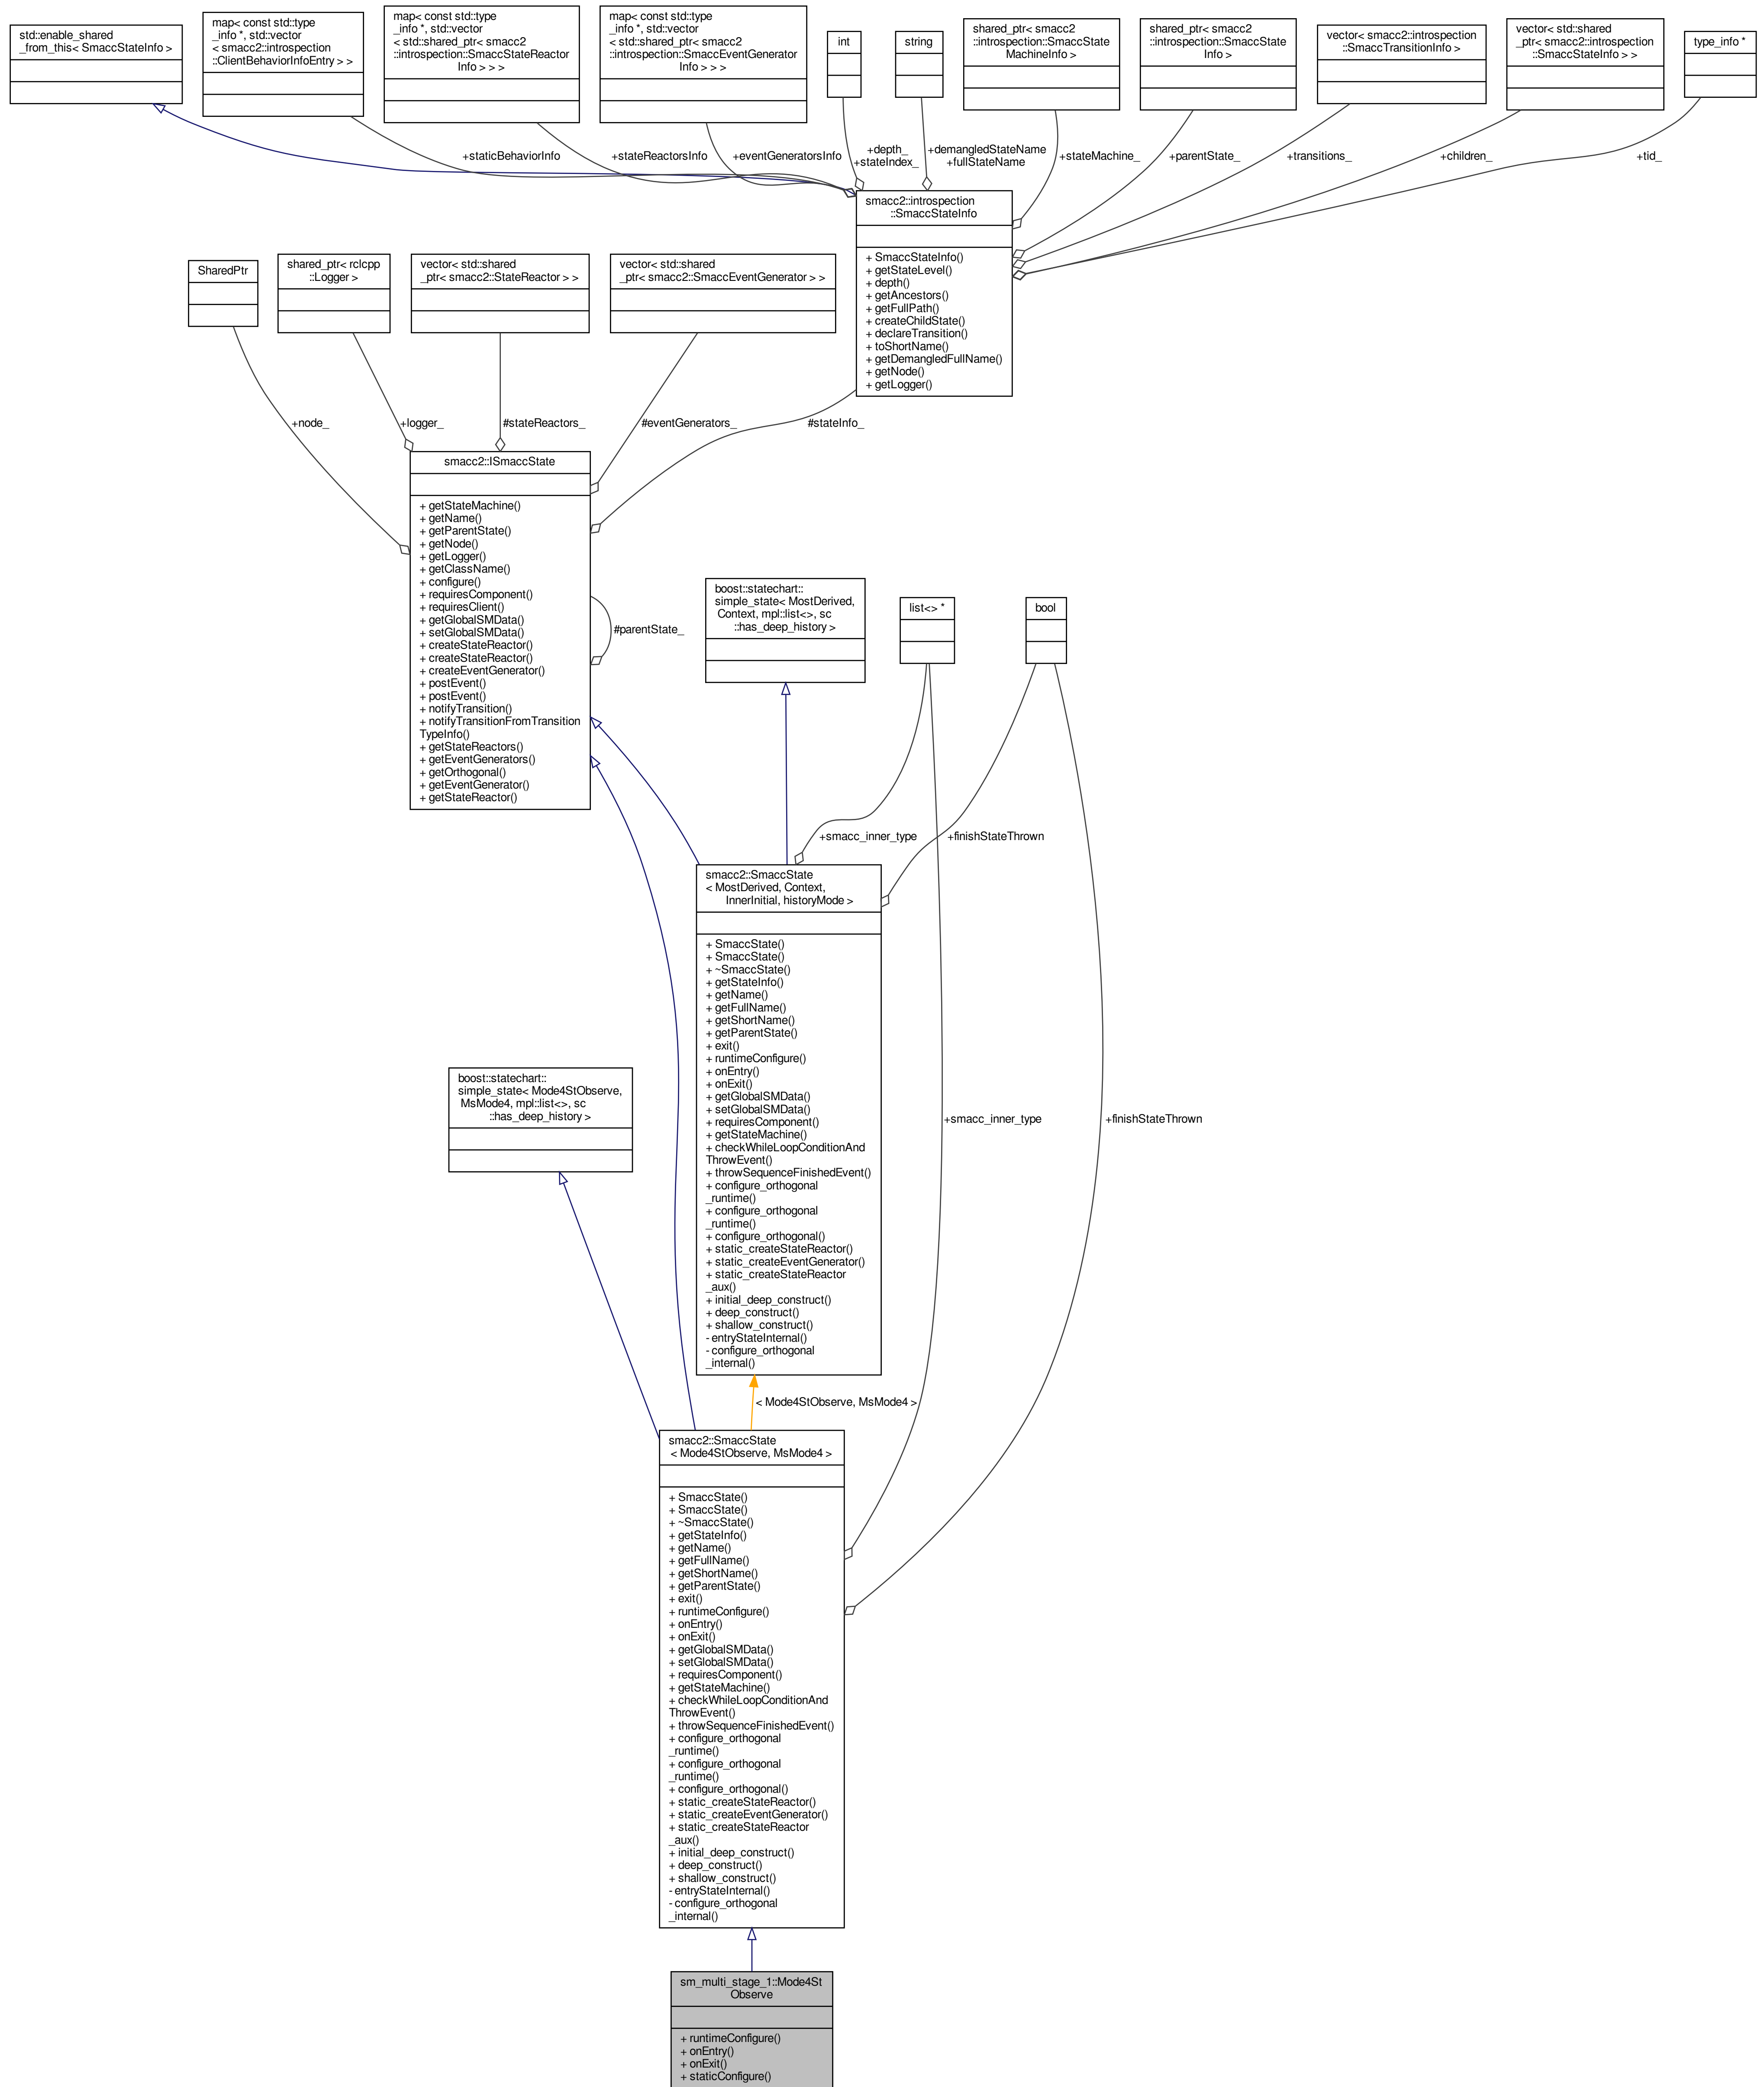 std::enable_shared
_from_this< SmaccStateInfo >
map< const std::type
_info *, std::vector
< smacc2::introspection
::ClientBehaviorInfoEntry > >
map< const std::type
_info *, std::vector
< std::shared_ptr< smacc2
::introspection::SmaccStateReactor
Info > > >
map< const std::type
_info *, std::vector
< std::shared_ptr< smacc2
::introspection::SmaccEventGenerator
Info > > >
int
string
shared_ptr< smacc2
::introspection::SmaccState
MachineInfo >
shared_ptr< smacc2
::introspection::SmaccState
Info >
vector< smacc2::introspection
::SmaccTransitionInfo >
vector< std::shared
_ptr< smacc2::introspection
::SmaccStateInfo > >
type_info *
+staticBehaviorInfo
+stateReactorsInfo
+eventGeneratorsInfo
+depth_
+stateIndex_
+demangledStateName
+fullStateName
+stateMachine_
+parentState_
+transitions_
+children_
+tid_
smacc2::introspection
::SmaccStateInfo
+ SmaccStateInfo()
+ getStateLevel()
+ depth()
+ getAncestors()
+ getFullPath()
+ createChildState()
+ declareTransition()
+ toShortName()
+ getDemangledFullName()
+ getNode()
+ getLogger()
SharedPtr
shared_ptr< rclcpp
::Logger >
vector< std::shared
_ptr< smacc2::StateReactor > >
vector< std::shared
_ptr< smacc2::SmaccEventGenerator > >
+node_
+logger_
#stateReactors_
#eventGenerators_
#stateInfo_
smacc2::ISmaccState
+ getStateMachine()
+ getName()
+ getParentState()
+ getNode()
+ getLogger()
+ getClassName()
+ configure()
+ requiresComponent()
+ requiresClient()
+ getGlobalSMData()
+ setGlobalSMData()
+ createStateReactor()
+ createStateReactor()
+ createEventGenerator()
+ postEvent()
+ postEvent()
+ notifyTransition()
+ notifyTransitionFromTransition
TypeInfo()
+ getStateReactors()
+ getEventGenerators()
+ getOrthogonal()
+ getEventGenerator()
+ getStateReactor()
#parentState_
boost::statechart::
simple_state< MostDerived,
Context, mpl::list<>, sc
::has_deep_history >
list<> *
bool
+smacc_inner_type
+finishStateThrown
smacc2::SmaccState
< MostDerived, Context,
InnerInitial, historyMode >
+ SmaccState()
+ SmaccState()
+ ~SmaccState()
+ getStateInfo()
+ getName()
+ getFullName()
+ getShortName()
+ getParentState()
+ exit()
+ runtimeConfigure()
+ onEntry()
+ onExit()
+ getGlobalSMData()
+ setGlobalSMData()
+ requiresComponent()
+ getStateMachine()
+ checkWhileLoopConditionAnd
ThrowEvent()
+ throwSequenceFinishedEvent()
+ configure_orthogonal
_runtime()
+ configure_orthogonal
_runtime()
+ configure_orthogonal()
+ static_createStateReactor()
+ static_createEventGenerator()
+ static_createStateReactor
_aux()
+ initial_deep_construct()
+ deep_construct()
+ shallow_construct()
- entryStateInternal()
- configure_orthogonal
_internal()
boost::statechart::
simple_state< Mode4StObserve,
MsMode4, mpl::list<>, sc
::has_deep_history >
+smacc_inner_type
+finishStateThrown
< Mode4StObserve, MsMode4 >
smacc2::SmaccState
< Mode4StObserve, MsMode4 >
+ SmaccState()
+ SmaccState()
+ ~SmaccState()
+ getStateInfo()
+ getName()
+ getFullName()
+ getShortName()
+ getParentState()
+ exit()
+ runtimeConfigure()
+ onEntry()
+ onExit()
+ getGlobalSMData()
+ setGlobalSMData()
+ requiresComponent()
+ getStateMachine()
+ checkWhileLoopConditionAnd
ThrowEvent()
+ throwSequenceFinishedEvent()
+ configure_orthogonal
_runtime()
+ configure_orthogonal
_runtime()
+ configure_orthogonal()
+ static_createStateReactor()
+ static_createEventGenerator()
+ static_createStateReactor
_aux()
+ initial_deep_construct()
+ deep_construct()
+ shallow_construct()
- entryStateInternal()
- configure_orthogonal
_internal()
sm_multi_stage_1::Mode4St
Observe
+ runtimeConfigure()
+ onEntry()
+ onExit()
+ staticConfigure()